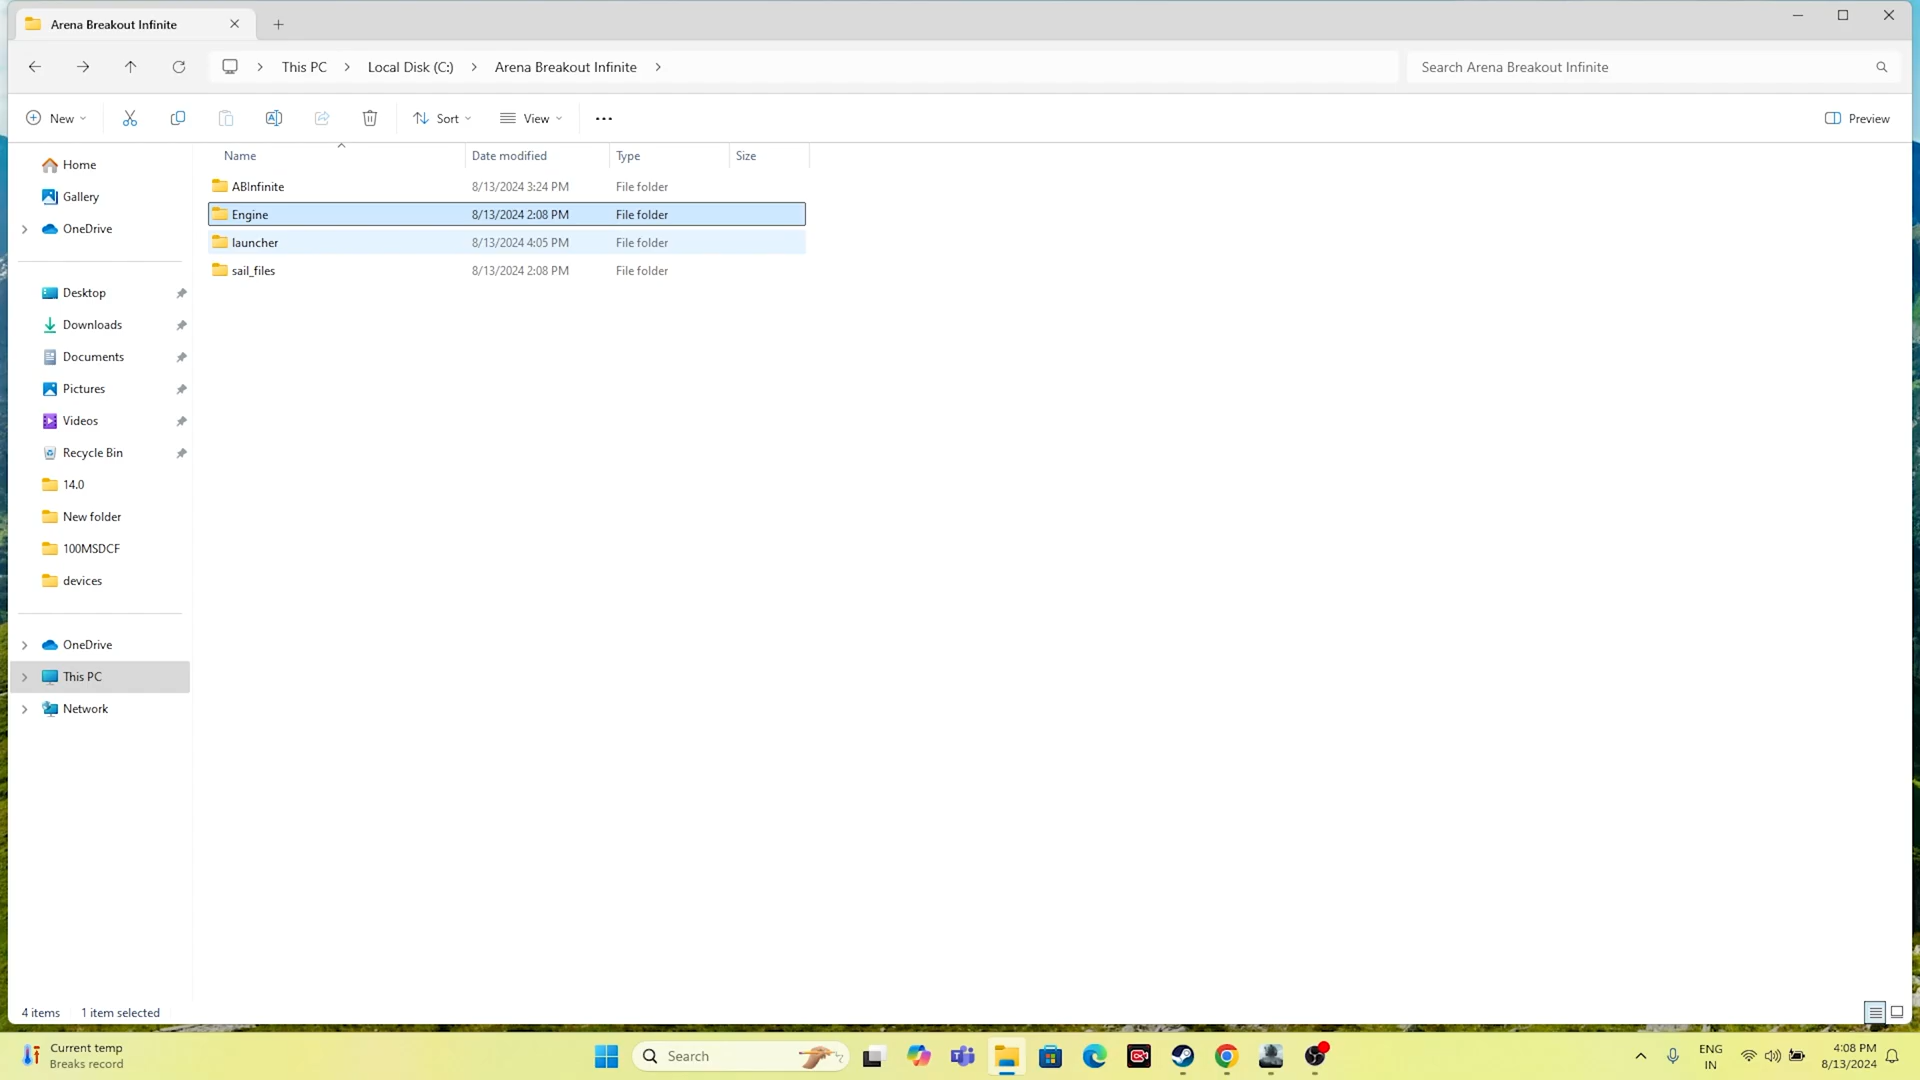 Arena Breakout Infinite
This PC
Local Disk (C:)
Arena Breakout Infinite
Search Arena Breakout Infinite
New
Sort
View
Preview
Name
Date modified
Type
Size
ABInfinite 8/13/2024 3:24 PM File folder
Engine 8/13/2024 2:08 PM File folder
launcher 8/13/2024 4:05 PM File folder
sail_files 8/13/2024 2:08 PM File folder
Home
Gallery
OneDrive
Desktop
Downloads
Documents
Pictures
Videos
Recycle Bin
14.0
New folder
100MSDCF
devices
OneDrive
This PC
Network
4 items 1 item selected
Current temp
Breaks record
Search
ENG
IN
4:08 PM
8/13/2024